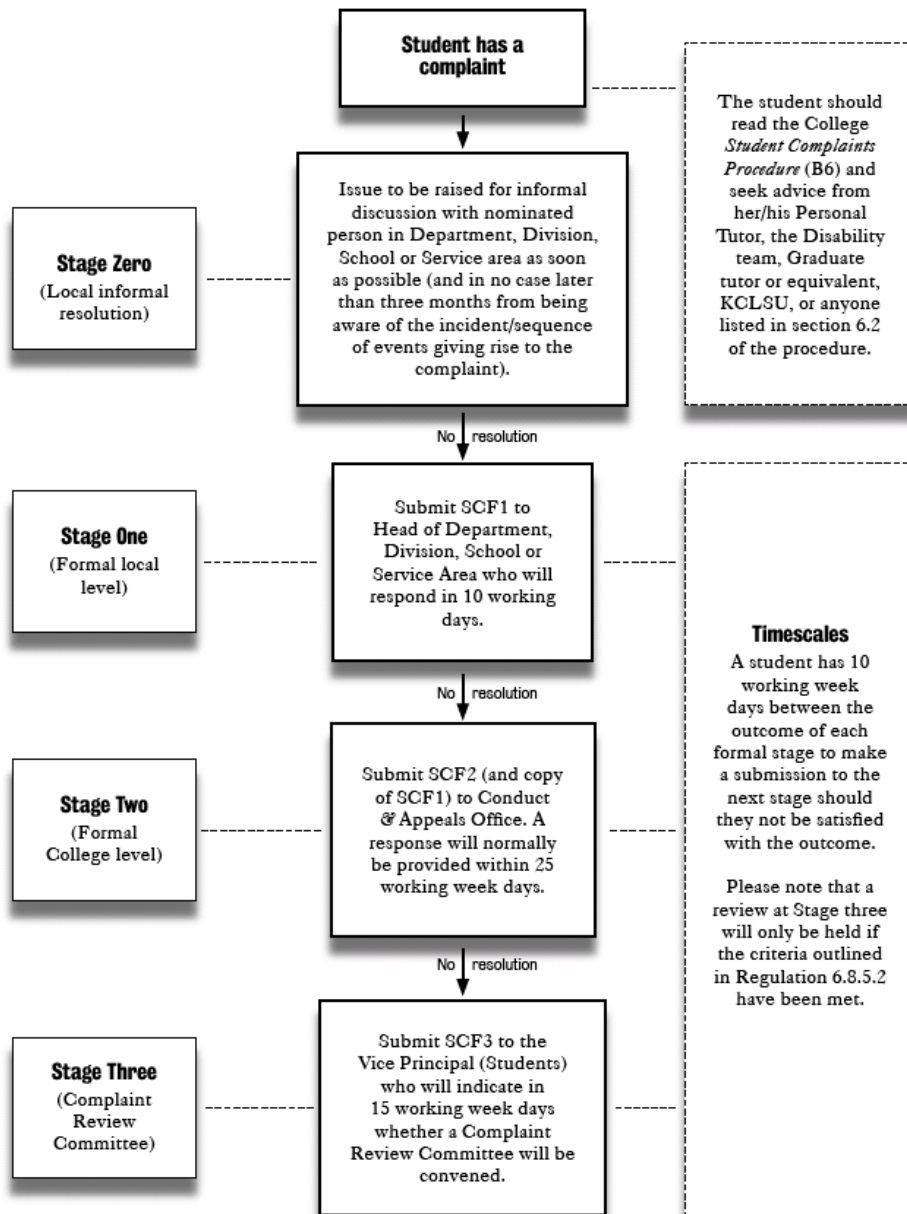 Student has a
complaint
The student should
read the College
Student Complaints
Procedure (B6) and
seek advice from
her/his Personal
Tutor, the Disability
team, Graduate
tutor or equivalent,
KCLSU, or anyone
listed in section 6.2
of the procedure.
Stage Zero
(Local informal
resolution)
Issue to be raised for informal
discussion with nominated
person in Department, Division,
School or Service area as soon
as possible (and in no case later
than three months from being
aware of the incident/sequence
of events giving rise to the
complaint).
No resolution
Stage One
(Formal local
level)
Submit SCF1 to
Head of Department,
Division, School or
Service Area who will
respond in 10 working
days.
No resolution
Stage Two
(Formal
College level)
Submit SCF2 (and copy
of SCF1) to Conduct
& Appeals Office. A
response will normally
be provided within 25
working week days.
No resolution
Stage Three
(Complaint
Review
Committee)
Submit SCF3 to the
Vice Principal (Students)
who will indicate in
15 working week days
whether a Complaint
Review Committee will be
convened.
Timescales
A student has 10
working week
days between the
outcome of each
formal stage to make
a submission to the
next stage should
they not be satisfied
with the outcome.
Please note that a
review at Stage three
will only be held if
the criteria outlined
in Regulation 6.8.5.2
have been met.